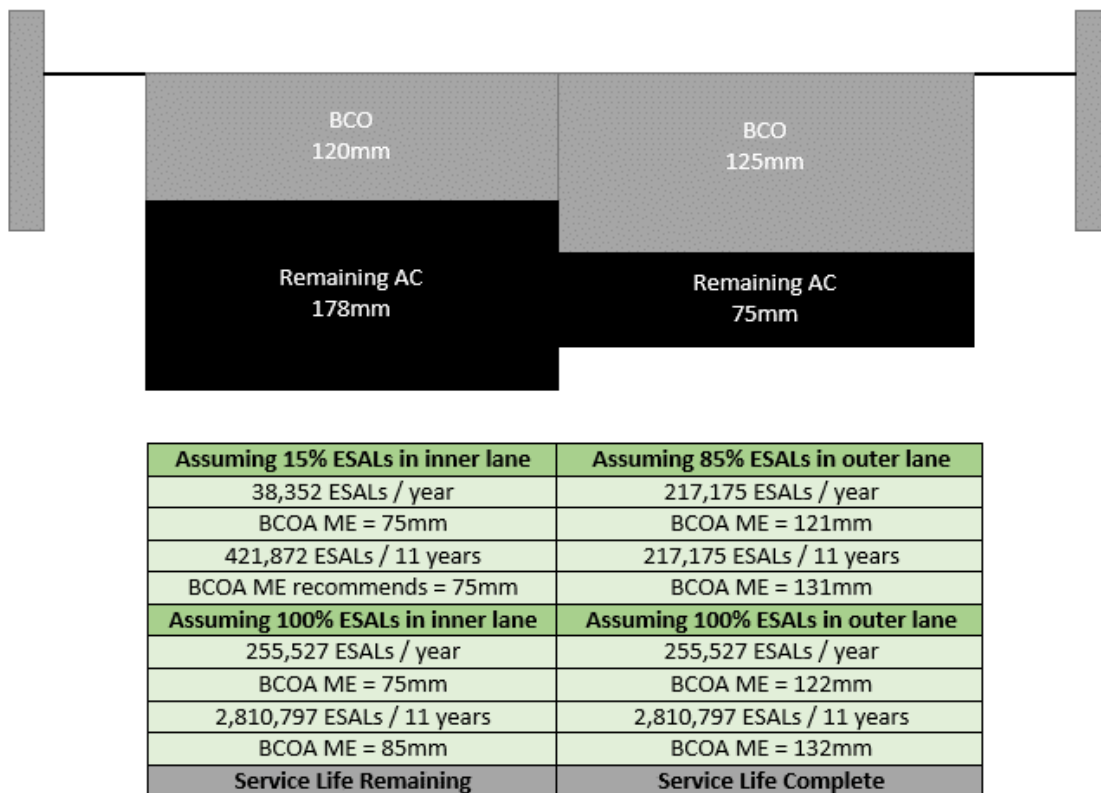 BCO
120mm
BCO
125mm
Remaining AC
178mm
Remaining AC
75mm
Assuming 15% ESALs in inner lane
Assuming 85% ESALs in outer lane
38,352 ESALs / year
217,175 ESALs / year
BCOA ME = 75mm
BCOA ME = 121mm
421,872 ESALs / 11 years
217,175 ESALs / 11 years
BCOA ME recommends = 75mm
BCOA ME = 131mm
Assuming 100% ESALs in inner lane
Assuming 100% ESALs in outer lane
255,527 ESALs / year
255,527 ESALs / year
BCOA ME = 75mm
BCOA ME = 122mm
2,810,797 ESALs / 11 years
2,810,797 ESALs / 11 years
BCOA ME = 85mm
BCOA ME = 132mm
Service Life Remaining
Service Life Complete